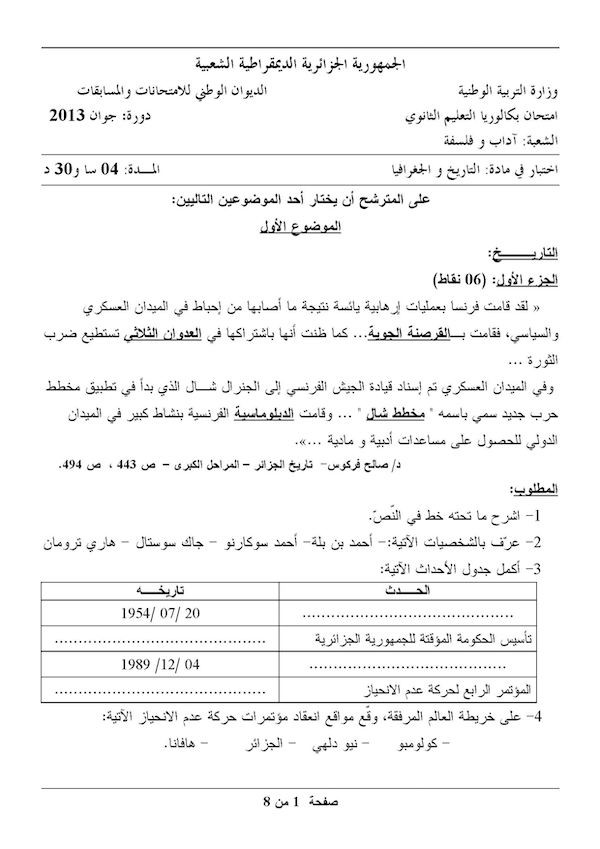 الجمهورية الجزائرية الديمقراطية الشعبية
وزارة التربية الوطنية الديوان الوطني للامتحانات والمسابقات
امتحان بكالوريا التعليم الثانوي دورة: جوان 2013
الشعبة: آداب و فلسفة
اختبار في مادة: التاريخ و الجغرافيا المـــدة: 04 سا و30 د
على المترشح أن يختار أحد الموضوعين التاليين:
الموضوع الأول
التاريـــــــخ:
الجزء الأول: (06 نقاط)
« لقد قامت فرنسا بعمليات إرهابية يائسة نتيجة ما أصابها من إحباط في الميدان العسكري
والسياسي، فقامت بـــالقرصنة الجوية... كما ظنت أنها باشتراكها في العدوان الثلاثي تستطيع ضرب
الثورة ...
وفي الميدان العسكري تم إسناد قيادة الجيش الفرنسي إلى الجنرال شـــال الذي بدأ في تطبيق مخطط
حرب جديد سمي باسمه " مخطط شال " ... وقامت الدبلوماسية الفرنسية بنشاط كبير في الميدان
الدولي للحصول على مساعدات أدبية و مادية ...».
د/ صالح فركوس- تاريخ الجزائر – المراحل الكبرى – ص 443 ، ص 494.
المطلوب:
1- اشرح ما تحته خط في النّصّ.
2- عرّف بالشخصيات الآتية:- أحمد بن بلة- أحمد سوكارنو – جاك سوستال – هاري ترومان
3- أكمل جدول الأحداث الآتية:
الحـــدث تاريخـــه
.......................................... 20 /07 /1954
تأسيس الحكومة المؤقتة للجمهورية الجزائرية ..........................................
....................................... 04 /12 /1989
المؤتمر الرابع لحركة عدم الانحياز ..........................................
4- على خريطة العالم المرفقة، وقّع مواقع انعقاد مؤتمرات حركة عدم الانحياز الآتية:
- كولومبو - نيو دلهي - الجزائر - هافانا.
صفحة 1 من 8